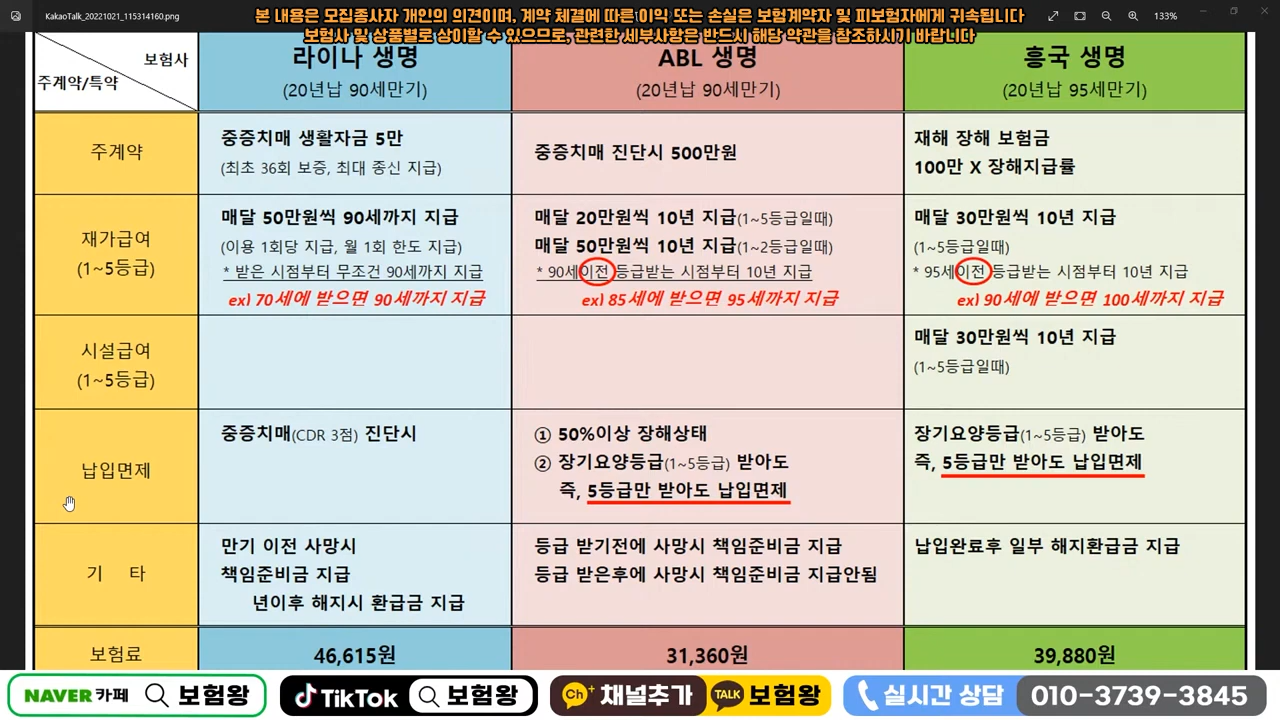 KakaoTalk_20221021_115314160.png
본 내용은 모집종사자 개인의 의견이며, 계약 체결에 따른 이익 또는 손실은 보험계약자 및 피보험자에게 귀속됩니다
보험사 및 상품별로 상이할 수 있으므로, 관련한 세부사항은 반드시 해당 약관을 참조하시기 바랍니다
133%
보험사
주계약/특약
라이나 생명
(20년납 90세만기)
ABL 생명
(20년납 90세만기)
흥국 생명
(20년납 95세만기)
주계약
중증치매 생활자금 5만
(최초 36회 보증, 최대 종신 지급)
중증치매 진단시 500만원
재해 장해 보험금
100만 X 장해지급률
재가급여
(1~5등급)
매달 50만원씩 90세까지 지급
(이용 1회당 지급, 월 1회 한도 지급)
* 받은 시점부터 무조건 90세까지 지급
ex) 70세에 받으면 90세까지 지급
매달 20만원씩 10년 지급(1~5등급일때)
매달 50만원씩 10년 지급(1~2등급일때)
* 90세이전 등급받는 시점부터 10년 지급
ex) 85세에 받으면 95세까지 지급
매달 30만원씩 10년 지급
(1~5등급일때)
* 95세이전 등급받는 시점부터 10년 지급
ex) 90세에 받으면 100세까지 지급
시설급여
(1~5등급)
매달 30만원씩 10년 지급
(1~5등급일때)
납입면제
중증치매(CDR 3점) 진단시
① 50%이상 장해상태
② 장기요양등급(1~5등급) 받아도
즉, 5등급만 받아도 납입면제
장기요양등급(1~5등급) 받아도
즉, 5등급만 받아도 납입면제
기 타
만기 이전 사망시
책임준비금 지급
년이후 해지시 환급금 지급
등급 받기전에 사망시 책임준비금 지급
등급 받은후에 사망시 책임준비금 지급안됨
납입완료후 일부 해지환급금 지급
보험료
46,615원
31,360원
39,880원
NAVER 카페 보험왕
TikTok 보험왕
Ch+ 채널추가 TALK 보험왕
실시간 상담 010-3739-3845